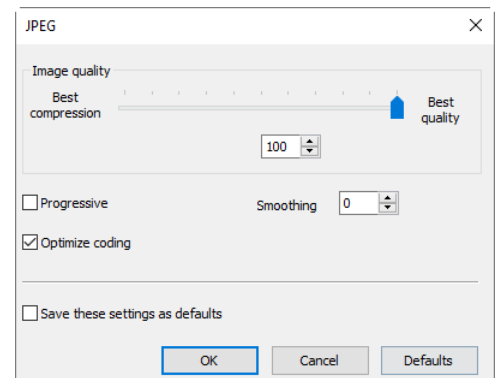 JPEG
Image quality
Best
compression
Best
quality
100
Progressive
Smoothing
0
Optimize coding
Save these settings as defaults
OK
Cancel
Defaults